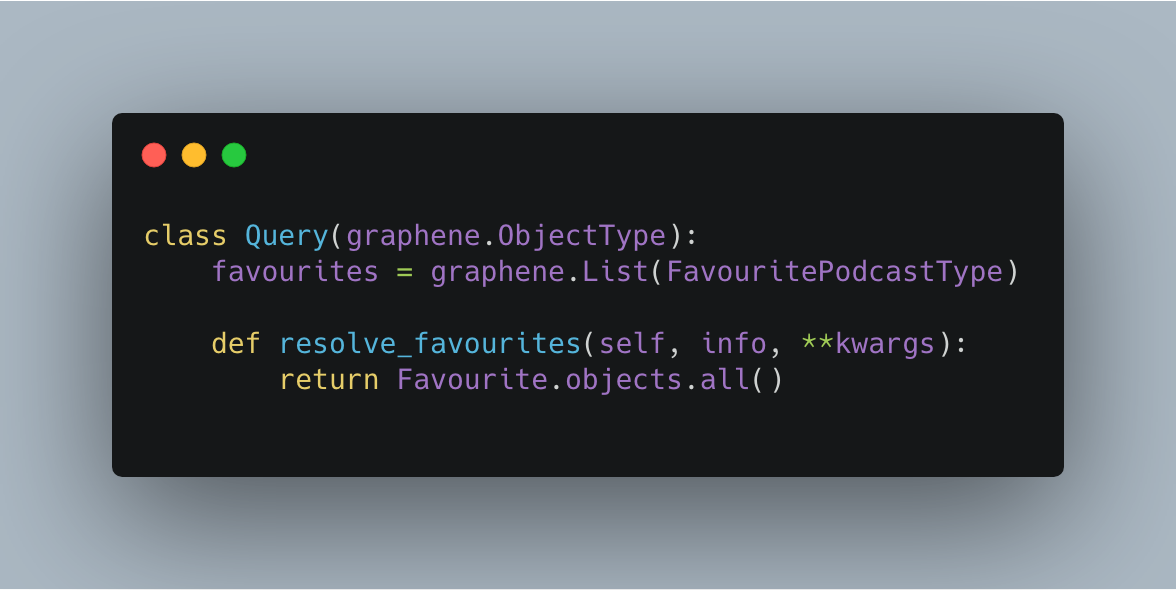 class Query(graphene.ObjectType):
    favourites = graphene.List(FavouritePodcastType)

    def resolve_favourites(self, info, **kwargs):
        return Favourite.objects.all()